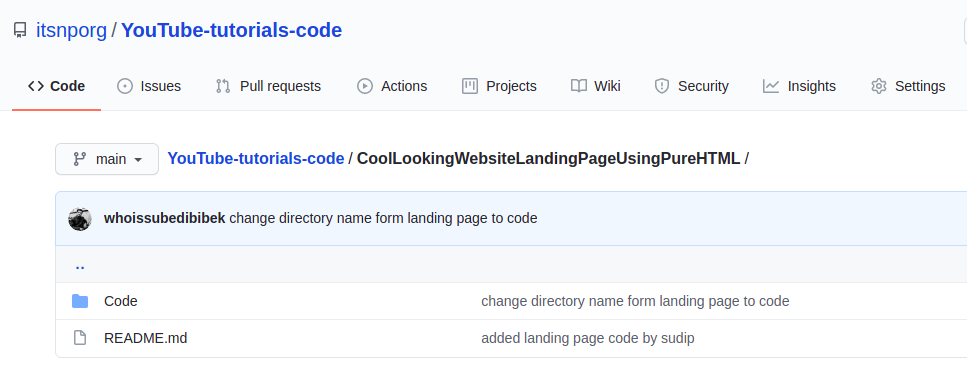 itsnporg / YouTube-tutorials-code
Code Issues Pull requests Actions Projects Wiki Security Insights Settings
main YouTube-tutorials-code / CoolLookingWebsiteLandingPageUsingPureHTML /
whoissubedibibek change directory name form landing page to code
..
Code change directory name form landing page to code
README.md added landing page code by sudip